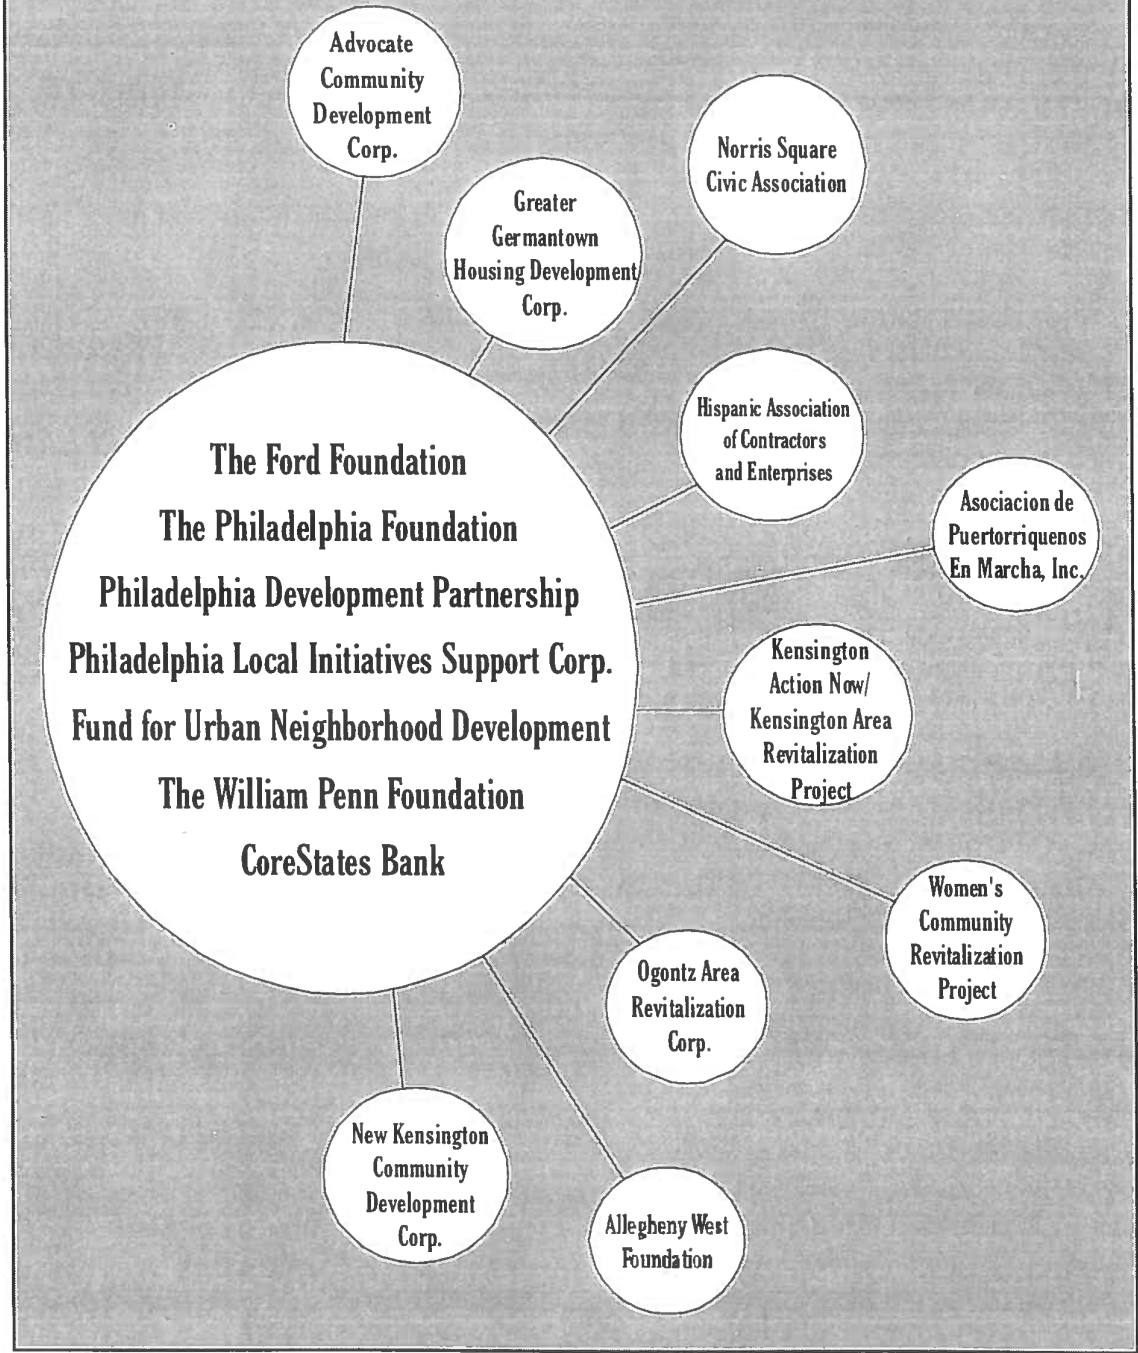 Advocate
Community
Development
Corp.
Greater
Germantown
Housing Development
Corp.
Norris Square
Civic Association
Hispanic Association
of Contractors
and Enterprises
Asociacion de
Puertorriquenos
En Marcha, Inc.
The Ford Foundation
The Philadelphia Foundation
Philadelphia Development Partnership
Philadelphia Local Initiatives Support Corp.
Fund for Urban Neighborhood Development
The William Penn Foundation
CoreStates Bank
Kensington
Action Now/
Kensington Area
Revitalization
Project
Women's
Community
Revitalization
Project
Ogontz Area
Revitalization
Corp.
New Kensington
Community
Development
Corp.
Allegheny West
Foundation